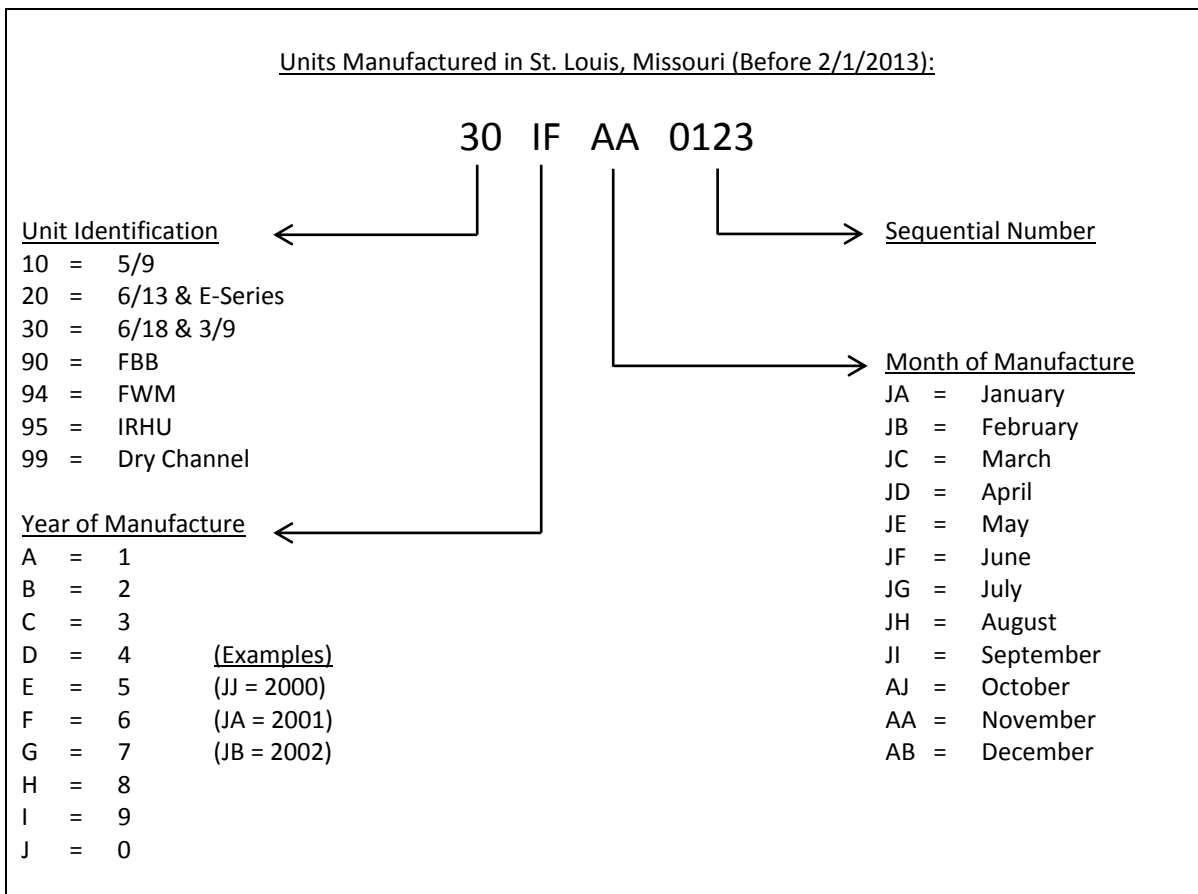 Units Manufactured in St. Louis, Missouri (Before 2/1/2013):
30 IF AA 0123
Unit Identification
10 = 5/9
20 = 6/13 & E-Series
30 = 6/18 & 3/9
90 = FBB
94 = FWM
95 = IRHU
99 = Dry Channel
Year of Manufacture
A = 1
B = 2
C = 3
D = 4 (Examples)
E = 5 (JJ = 2000)
F = 6 (JA = 2001)
G = 7 (JB = 2002)
H = 8
I = 9
J = 0
Sequential Number
Month of Manufacture
JA = January
JB = February
JC = March
JD = April
JE = May
JF = June
JG = July
JH = August
JI = September
AJ = October
AA = November
AB = December